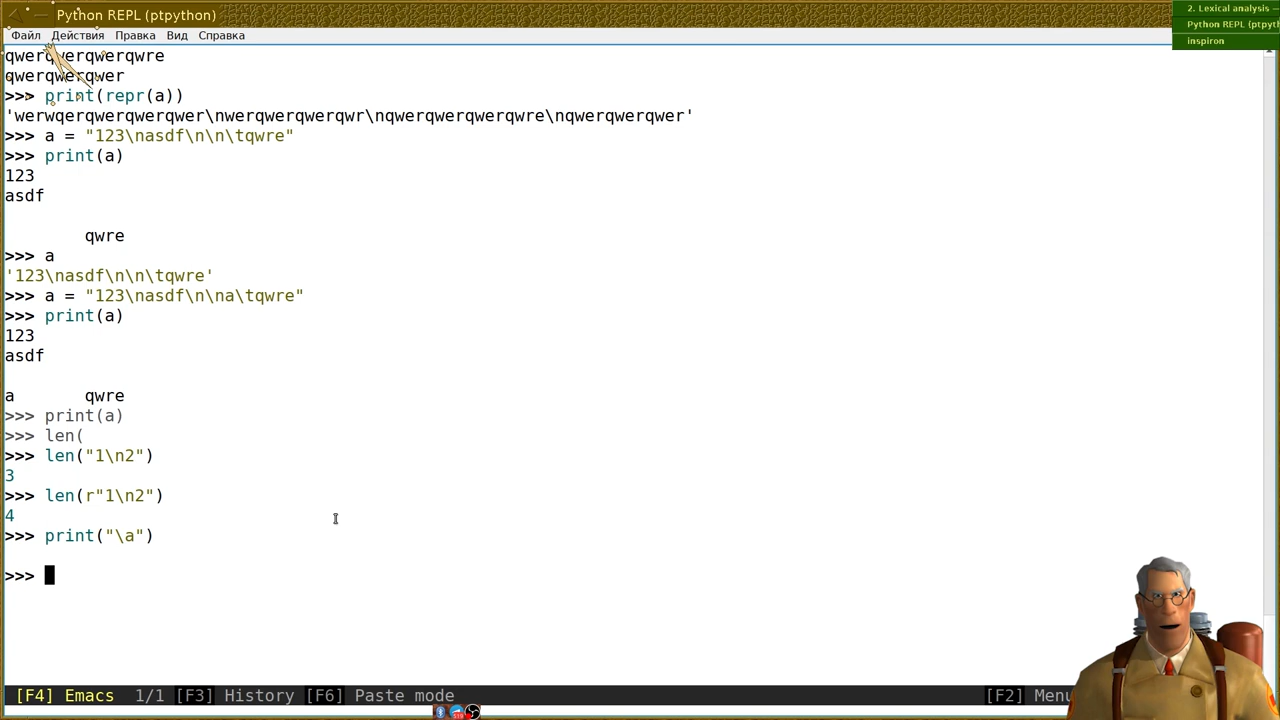 Python REPL (ptpython)
2. Lexical analysis —
Python REPL (ptpyt
inspiron
Файл Действия Правка Вид Справка
qwerqwerqwerqwre
qwerqwerqwer
>>> print(repr(a))
'werwqerwqerwqerwqer\nwerqwerqwerqwr\nqwerqwerqwerqwre\nqwerqwerqwer'
>>> a = "123\nasdf\n\n\tqwre"
>>> print(a)
123
asdf
qwre
>>> a
'123\nasdf\n\n\tqwre'
>>> a = "123\nasdf\n\na\tqwre"
>>> print(a)
123
asdf
a       qwre
>>> print(a)
>>> len(
>>> len("1\n2")
3
>>> len(r"1\n2")
4
>>> print("\a")
>>>
[F4] Emacs  1/1 [F3] History [F6] Paste mode [F2] Menu